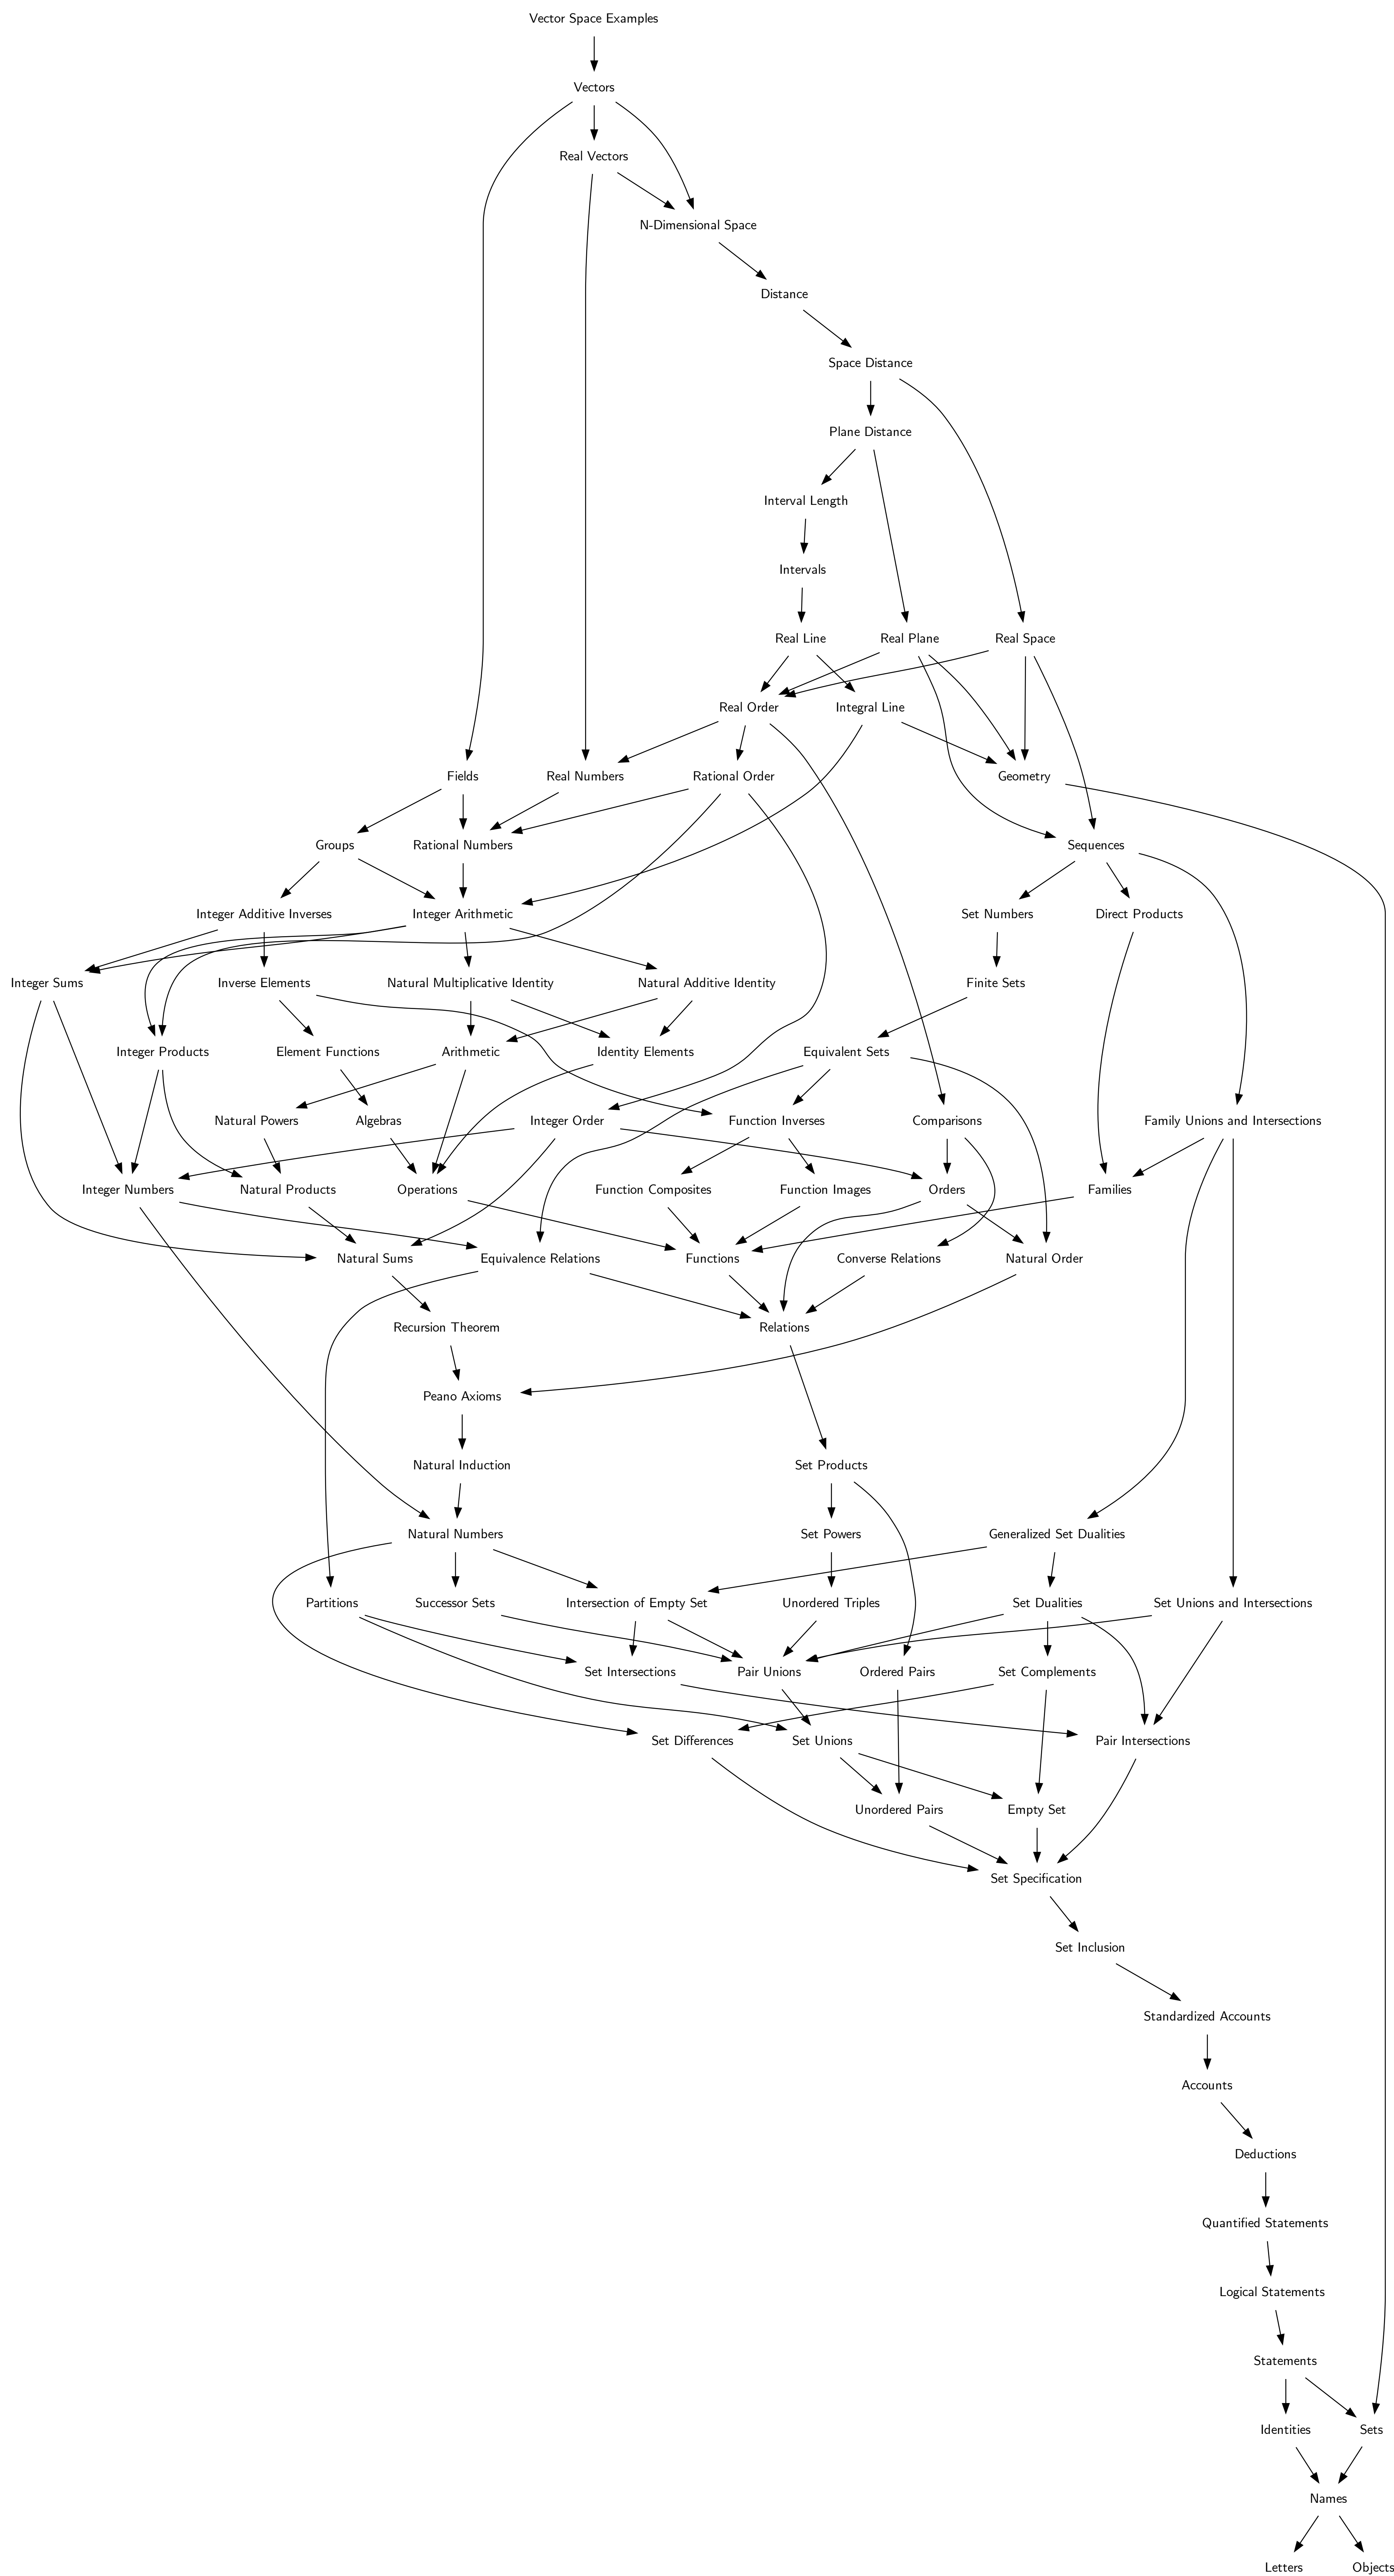 Vector Space Examples
Vectors
Real Vectors
N-Dimensional Space
Distance
Space Distance
Plane Distance
Interval Length
Intervals
Real Line
Real Plane
Real Space
Real Order
Integral Line
Fields
Real Numbers
Rational Order
Geometry
Groups
Rational Numbers
Sequences
Integer Additive Inverses
Integer Arithmetic
Set Numbers
Direct Products
Integer Sums
Inverse Elements
Natural Multiplicative Identity
Natural Additive Identity
Finite Sets
Integer Products
Element Functions
Arithmetic
Identity Elements
Equivalent Sets
Natural Powers
Algebras
Integer Order
Function Inverses
Comparisons
Family Unions and Intersections
Integer Numbers
Natural Products
Operations
Function Composites
Function Images
Orders
Families
Natural Sums
Equivalence Relations
Functions
Converse Relations
Natural Order
Recursion Theorem
Relations
Peano Axioms
Natural Induction
Set Products
Natural Numbers
Set Powers
Generalized Set Dualities
Partitions
Successor Sets
Intersection of Empty Set
Unordered Triples
Set Dualities
Set Unions and Intersections
Set Intersections
Pair Unions
Ordered Pairs
Set Complements
Set Differences
Set Unions
Pair Intersections
Unordered Pairs
Empty Set
Set Specification
Set Inclusion
Standardized Accounts
Accounts
Deductions
Quantified Statements
Logical Statements
Statements
Identities
Sets
Names
Letters
Objects